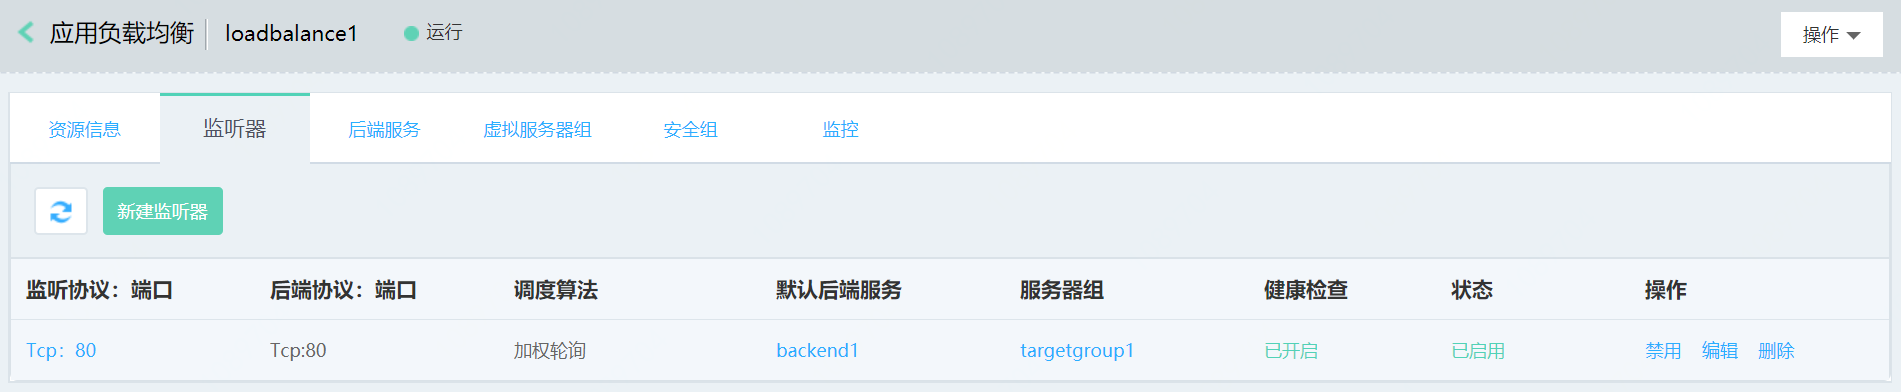 应用负载均衡 loadbalance1 运行 操作
资源信息 监听器 后端服务 虚拟服务器组 安全组 监控
新建监听器
监听协议：端口 后端协议：端口 调度算法 默认后端服务 服务器组 健康检查 状态 操作
Tcp：80 Tcp:80 加权轮询 backend1 targetgroup1 已开启 已启用 禁用 编辑 删除